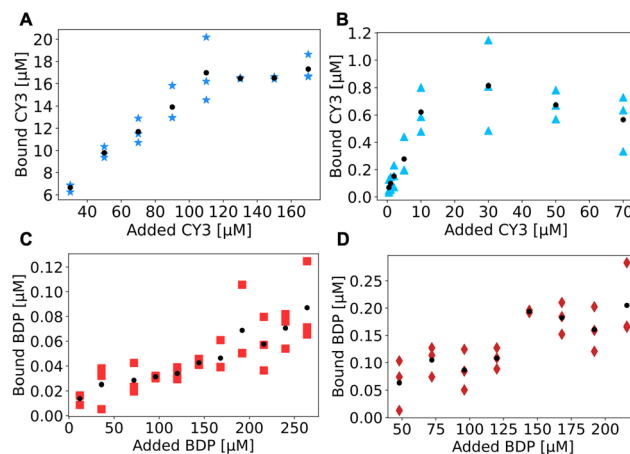 A
20
18
16
14
12
10
8
6
Bound CY3 [µM]
40 60 80 100 120 140 160
Added CY3 [µM]
B
1.2
1.0
0.8
0.6
0.4
0.2
0.0
Bound CY3 [µM]
0 10 20 30 40 50 60 70
Added CY3 [µM]
C
0.12
0.10
0.08
0.06
0.04
0.02
0.00
Bound BDP [µM]
0 50 100 150 200 250
Added BDP [µM]
D
0.25
0.20
0.15
0.10
0.05
0.00
Bound BDP [µM]
50 75 100 125 150 175 200
Added BDP [µM]